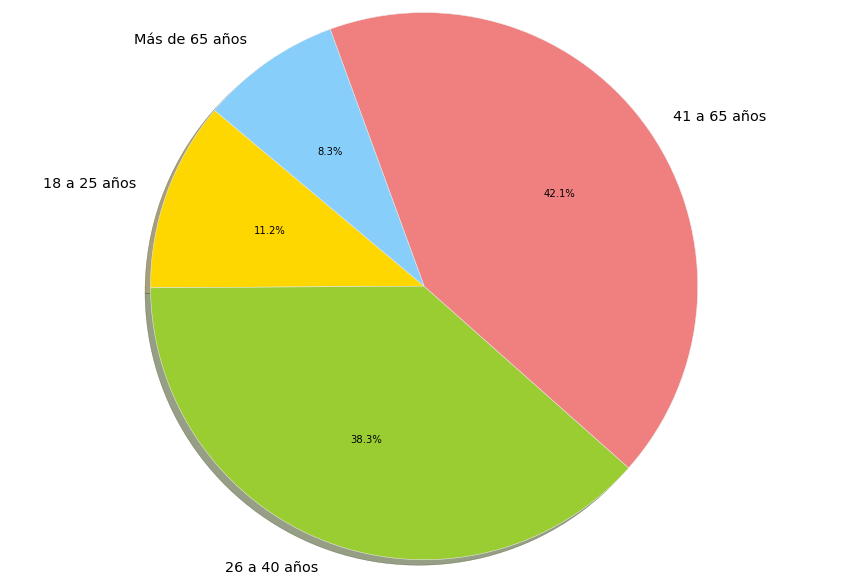 Más de 65 años
41 a 65 años
8.3%
18 a 25 años
42.1%
11.2%
38.3%
26 a 40 años